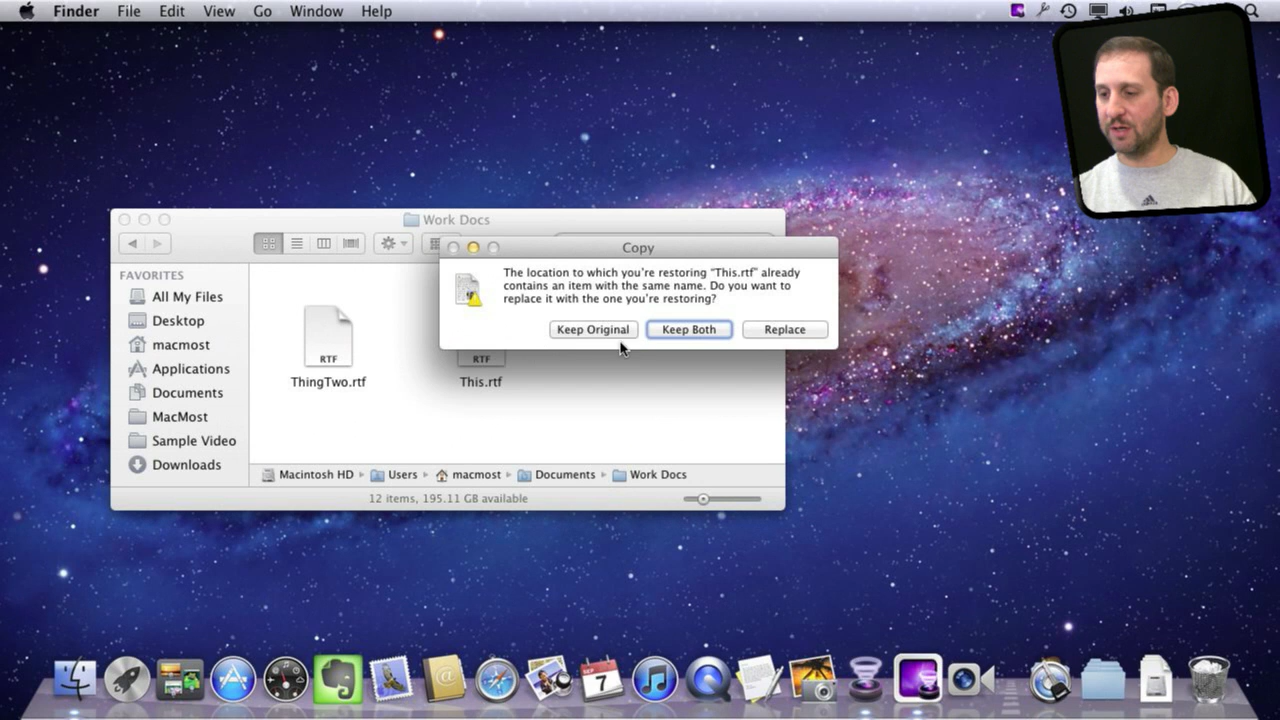 Finder File Edit View Go Window Help
Work Docs
Copy
The location to which you're restoring "This.rtf" already
contains an item with the same name. Do you want to
replace it with the one you're restoring?
Keep Original Keep Both Replace
FAVORITES
All My Files
Desktop
macmost
Applications
Documents
MacMost
Sample Video
Downloads
RTF
ThingTwo.rtf
RTF
This.rtf
Macintosh HD Users macmost Documents Work Docs
12 items, 195.11 GB available
SEP
7